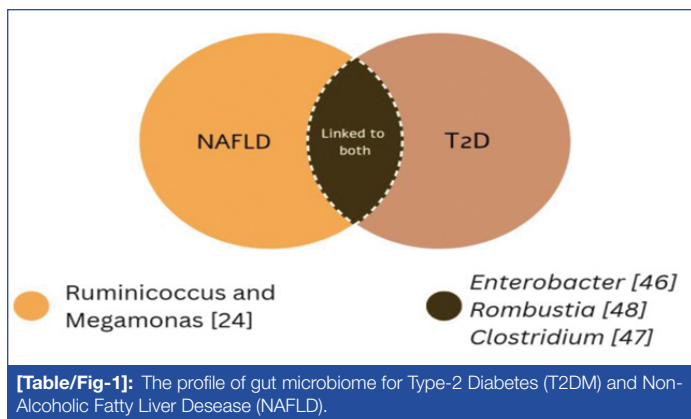 NAFLD
Linked to
both
T2D
Ruminicoccus and
Megamonas [24]
Enterobacter [46]
Rombustia [48]
Clostridium [47]
[Table/Fig-1]: The profile of gut microbiome for Type-2 Diabetes (T2DM) and Non-
Alcoholic Fatty Liver Desease (NAFLD).